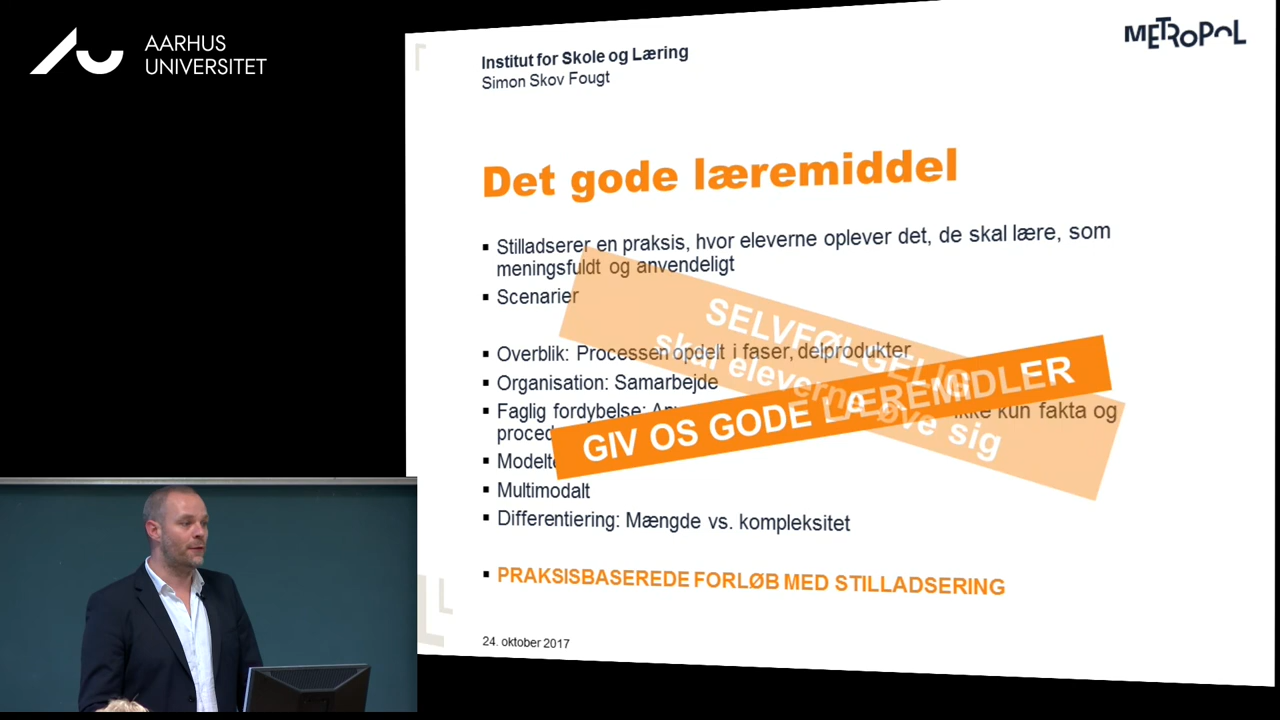 AARHUS
UNIVERSITET
METROPOL
Institut for Skole og Læring
Simon Skov Fougt
Det gode læremiddel
▪ Stilladserer en praksis, hvor eleverne oplever det, de skal lære, som
meningsfuldt og anvendeligt
▪ Scenarier
▪ Overblik: Processen opdelt i faser, delprodukter
▪ Organisation: Samarbejde
▪ Faglig fordybelse: ikke kun fakta og
▪ Multimodalt
▪ Differentiering: Mængde vs. kompleksitet
▪ PRAKSISBASEREDE FORLØB MED STILLADSERING
SELVFØLGELIG
skal eleverne øve sig
GIV OS GODE LÆREMIDLER
24. oktober 2017